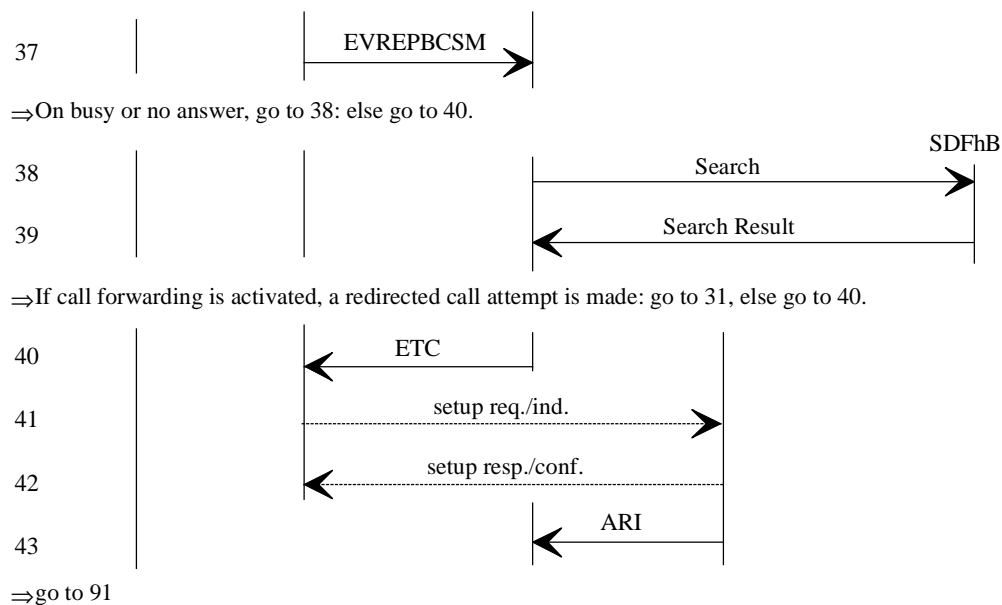 37 EVREPBCSM
⇒On busy or no answer, go to 38: else go to 40.
SDFhB
38 Search
39 Search Result
⇒If call forwarding is activated, a redirected call attempt is made: go to 31, else go to 40.
40 ETC
41 setup req./ind.
42 setup resp./conf.
43 ARI
⇒go to 91